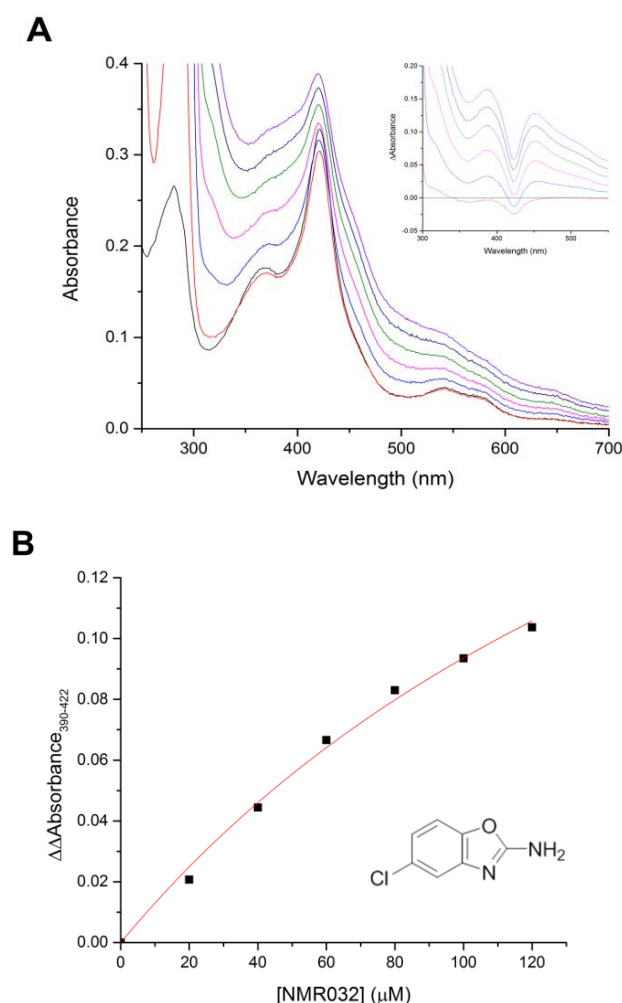 A
0.4
0.3
0.2
0.1
0.0
Absorbance
300
400
500
600
700
Wavelength (nm)
0.20
0.15
0.10
0.05
0.00
-0.05
ΔAbsorbance
300
400
500
Wavelength (nm)
B
0.12
0.10
0.08
0.06
0.04
0.02
0.00
ΔΔAbsorbance390-422
0
20
40
60
80
100
120
[NMR032] (μM)
O
NH2
N
Cl